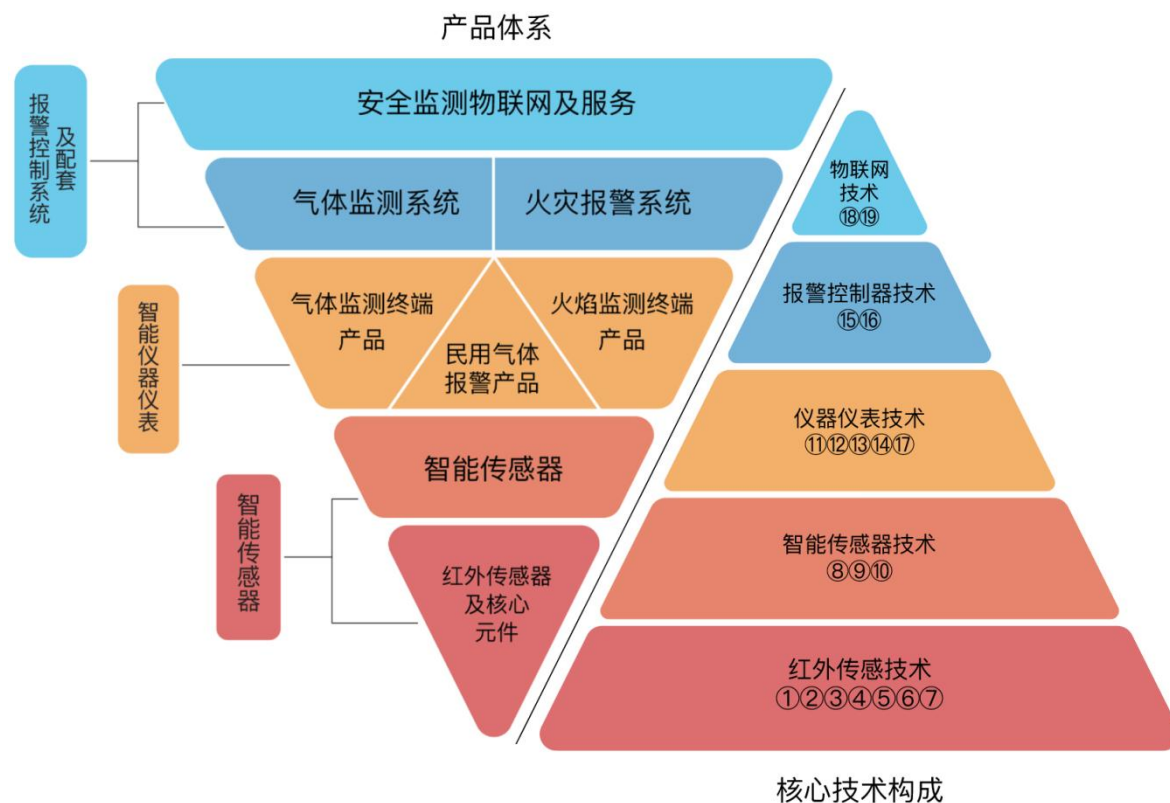 产品体系
报警控制系统
及配套
安全监测物联网及服务
气体监测系统
火灾报警系统
智能仪器仪表
气体监测终端
产品
民用气体
报警产品
火焰监测终端
产品
智能传感器
智能传感器
红外传感器
及核心
元件
物联网
技术
⑱⑲
报警控制器技术
⑮⑯
仪器仪表技术
⑪⑫⑬⑭⑰
智能传感器技术
⑧⑨⑩
红外传感技术
①②③④⑤⑥⑦
核心技术构成